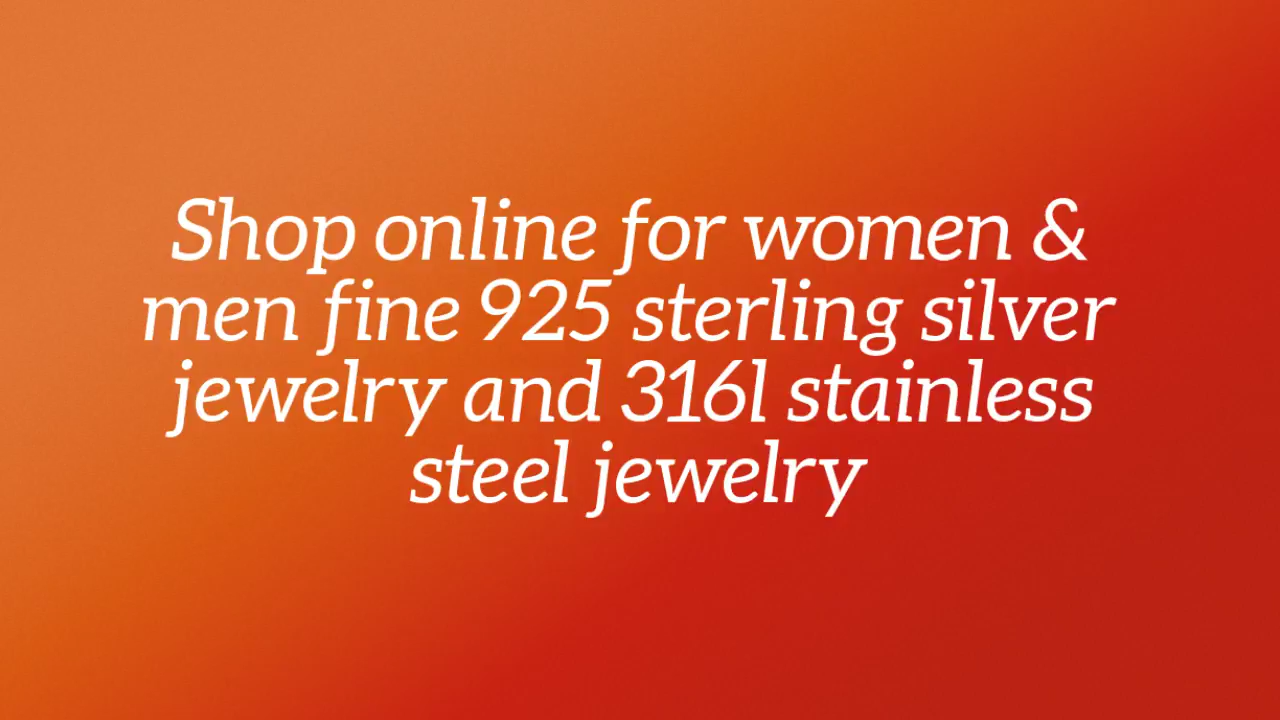 Shop online for women &
men fine 925 sterling silver
jewelry and 316l stainless
steel jewelry